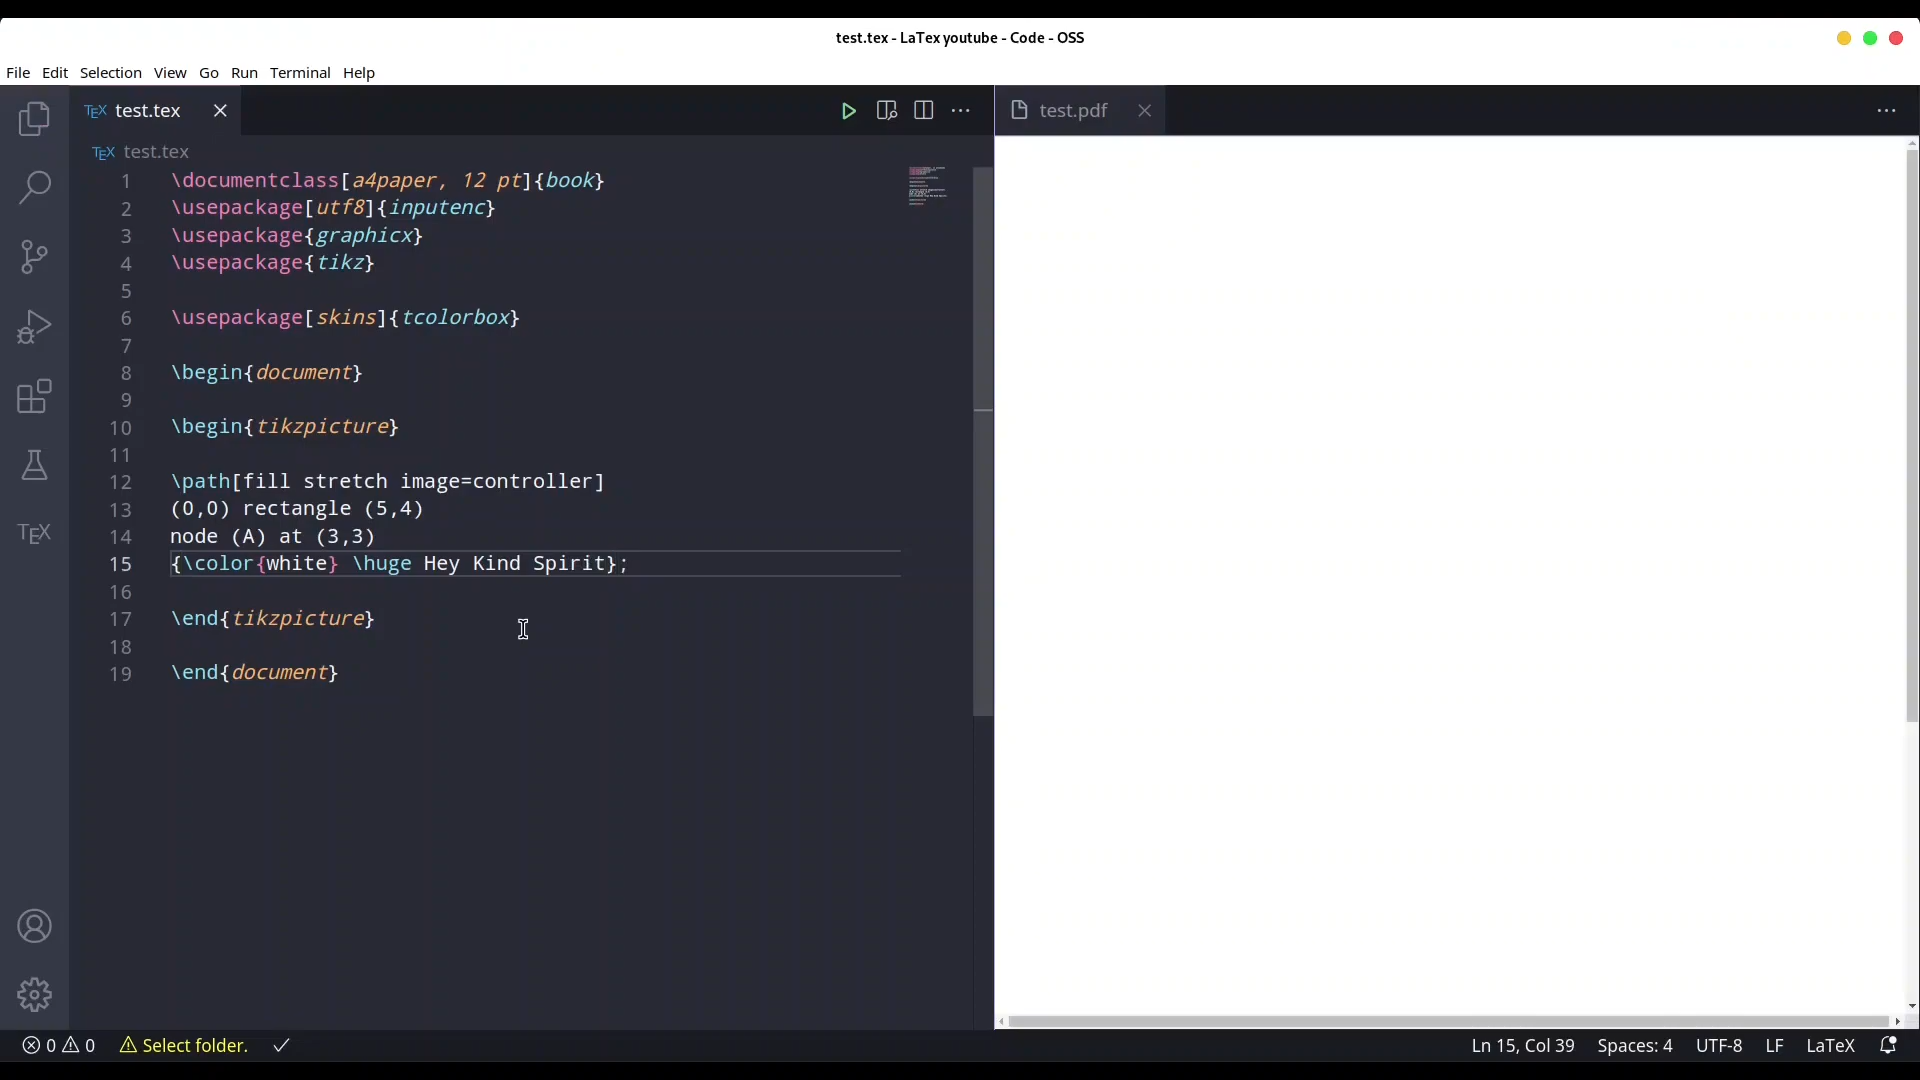 test.tex - LaTex youtube - Code - OSS
File Edit Selection View Go Run Terminal Help
TEX test.tex
test.pdf
TEX test.tex
1 \documentclass[a4paper, 12 pt]{book}
2 \usepackage[utf8]{inputenc}
3 \usepackage{graphicx}
4 \usepackage{tikz}
5
6 \usepackage[skins]{tcolorbox}
7
8 \begin{document}
9
10 \begin{tikzpicture}
11
12 \path[fill stretch image=controller]
13 (0,0) rectangle (5,4)
14 node (A) at (3,3)
15 {\color{white} \huge Hey Kind Spirit};
16
17 \end{tikzpicture}
18
19 \end{document}
TEX
0 0 Select folder. Ln 15, Col 39 Spaces: 4 UTF-8 LF LaTeX